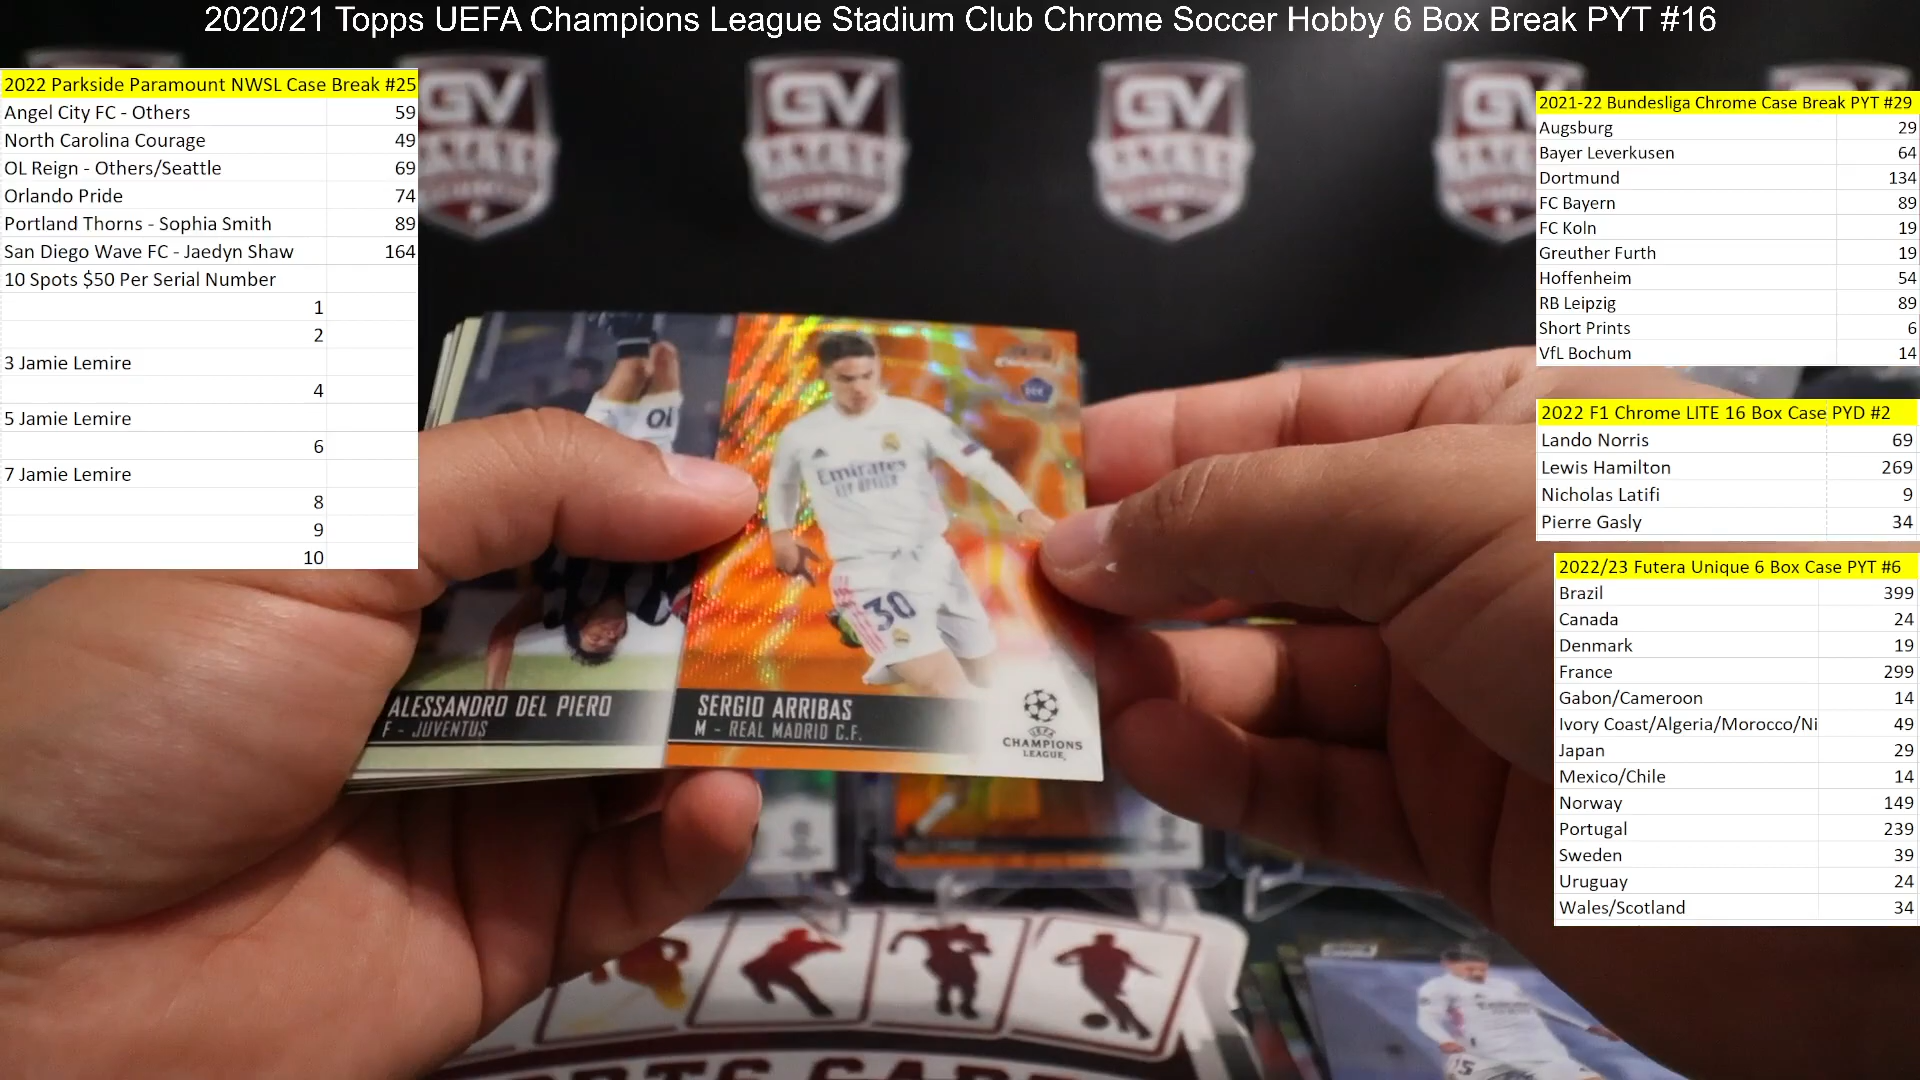 2020/21 Topps UEFA Champions League Stadium Club Chrome Soccer Hobby 6 Box Break PYT #16
2022 Parkside Paramount NWSL Case Break #25
Angel City FC - Others 59
North Carolina Courage 49
OL Reign - Others/Seattle 69
Orlando Pride 74
Portland Thorns - Sophia Smith 89
San Diego Wave FC - Jaedyn Shaw 164
10 Spots $50 Per Serial Number
1
2
3 Jamie Lemire
4
5 Jamie Lemire
6
7 Jamie Lemire
8
9
10
GV
GV
GV
GV
Emirates
FLY BETTER
30
ALESSANDRO DEL PIERO
F - JUVENTUS
SERGIO ARRIBAS
M - REAL MADRID C.F.
UEFA
CHAMPIONS
LEAGUE
2021-22 Bundesliga Chrome Case Break PYT #29
Augsburg 29
Bayer Leverkusen 64
Dortmund 134
FC Bayern 89
FC Koln 19
Greuther Furth 19
Hoffenheim 54
RB Leipzig 89
Short Prints 6
VfL Bochum 14
2022 F1 Chrome LITE 16 Box Case PYD #2
Lando Norris 69
Lewis Hamilton 269
Nicholas Latifi 9
Pierre Gasly 34
2022/23 Futera Unique 6 Box Case PYT #6
Brazil 399
Canada 24
Denmark 19
France 299
Gabon/Cameroon 14
Ivory Coast/Algeria/Morocco/Ni 49
Japan 29
Mexico/Chile 14
Norway 149
Portugal 239
Sweden 39
Uruguay 24
Wales/Scotland 34
SPORTS CARDS